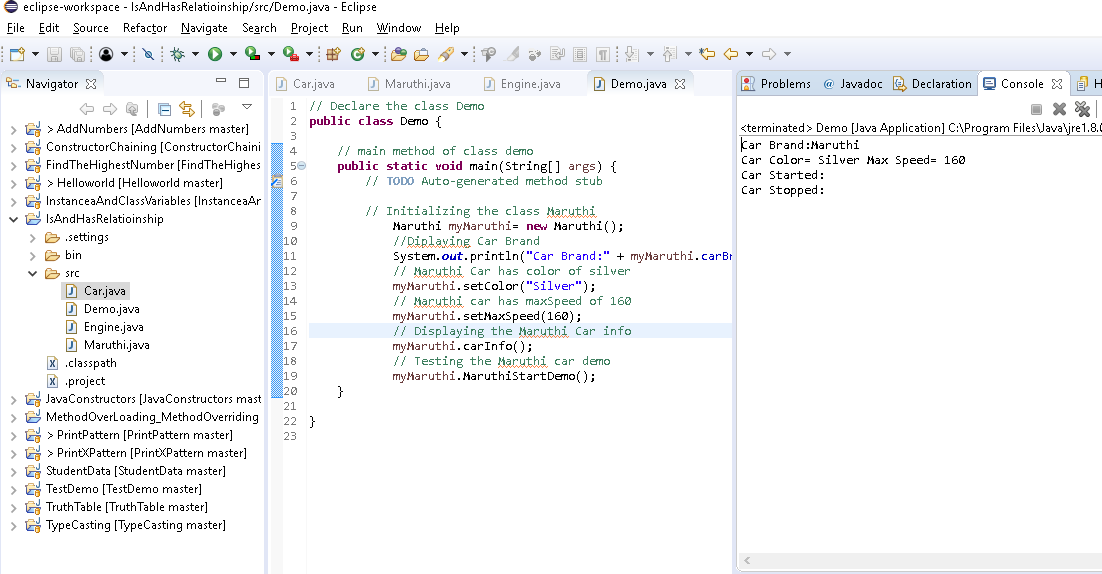 eclipse-workspace - IsAndHasRelatioinship/src/Demo.java - Eclipse
File Edit Source Refactor Navigate Search Project Run Window Help
Navigator
> AddNumbers [AddNumbers master]
ConstructorChaining [ConstructorChaini
FindTheHighestNumber [FindTheHighes
> Helloworld [Helloworld master]
InstanceaAndClassVariables [InstanceaAr
IsAndHasRelatioinship
.settings
bin
src
Car.java
Demo.java
Engine.java
Maruthi.java
.classpath
.project
JavaConstructors [JavaConstructors mast
MethodOverLoading_MethodOverriding
> PrintPattern [PrintPattern master]
> PrintXPattern [PrintXPattern master]
StudentData [StudentData master]
TestDemo [TestDemo master]
TruthTable [TruthTable master]
TypeCasting [TypeCasting master]
Car.java Maruthi.java Engine.java Demo.java
1 // Declare the class Demo
2 public class Demo {
3
4 // main method of class demo
5 public static void main(String[] args) {
6 // TODO Auto-generated method stub
7
8 // Initializing the class Maruthi
9 Maruthi myMaruthi= new Maruthi();
10 //Diplaying Car Brand
11 System.out.println("Car Brand:" + myMaruthi.carBr
12 // Maruthi Car has color of silver
13 myMaruthi.setColor("Silver");
14 // Maruthi car has maxSpeed of 160
15 myMaruthi.setMaxSpeed(160);
16 // Displaying the Maruthi Car info
17 myMaruthi.carInfo();
18 // Testing the Maruthi car demo
19 myMaruthi.MaruthiStartDemo();
20 }
21
22 }
23
Problems @ Javadoc Declaration Console H
<terminated> Demo [Java Application] C:\Program Files\Java\jre1.8.0
Car Brand:Maruthi
Car Color= Silver Max Speed= 160
Car Started:
Car Stopped: